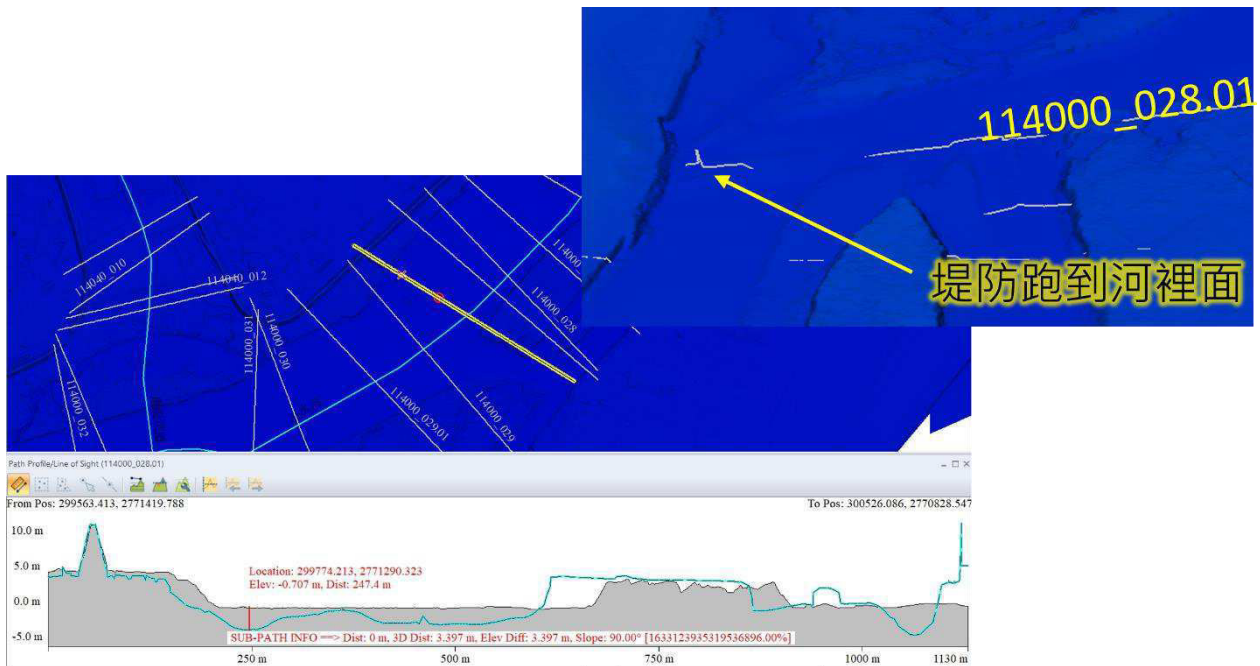 114000_028.01
堤防跑到河裡面
114040_010
114040_012
114000_031
114000_030
114000_032
114000_029.01
114000_029
114000_028
114000_
Path Profile/Line of Sight (114000_028.01)
From Pos: 299563.413, 2771419.788
To Pos: 300526.086, 2770828.547
10.0 m
5.0 m
0.0 m
-5.0 m
Location: 299774.213, 2771290.323
Elev: -0.707 m, Dist: 247.4 m
SUB-PATH INFO ==> Dist: 0 m, 3D Dist: 3.397 m, Elev Diff: 3.397 m, Slope: 90.00° [1633123935319536896.00%]
250 m
500 m
750 m
1000 m
1130 m